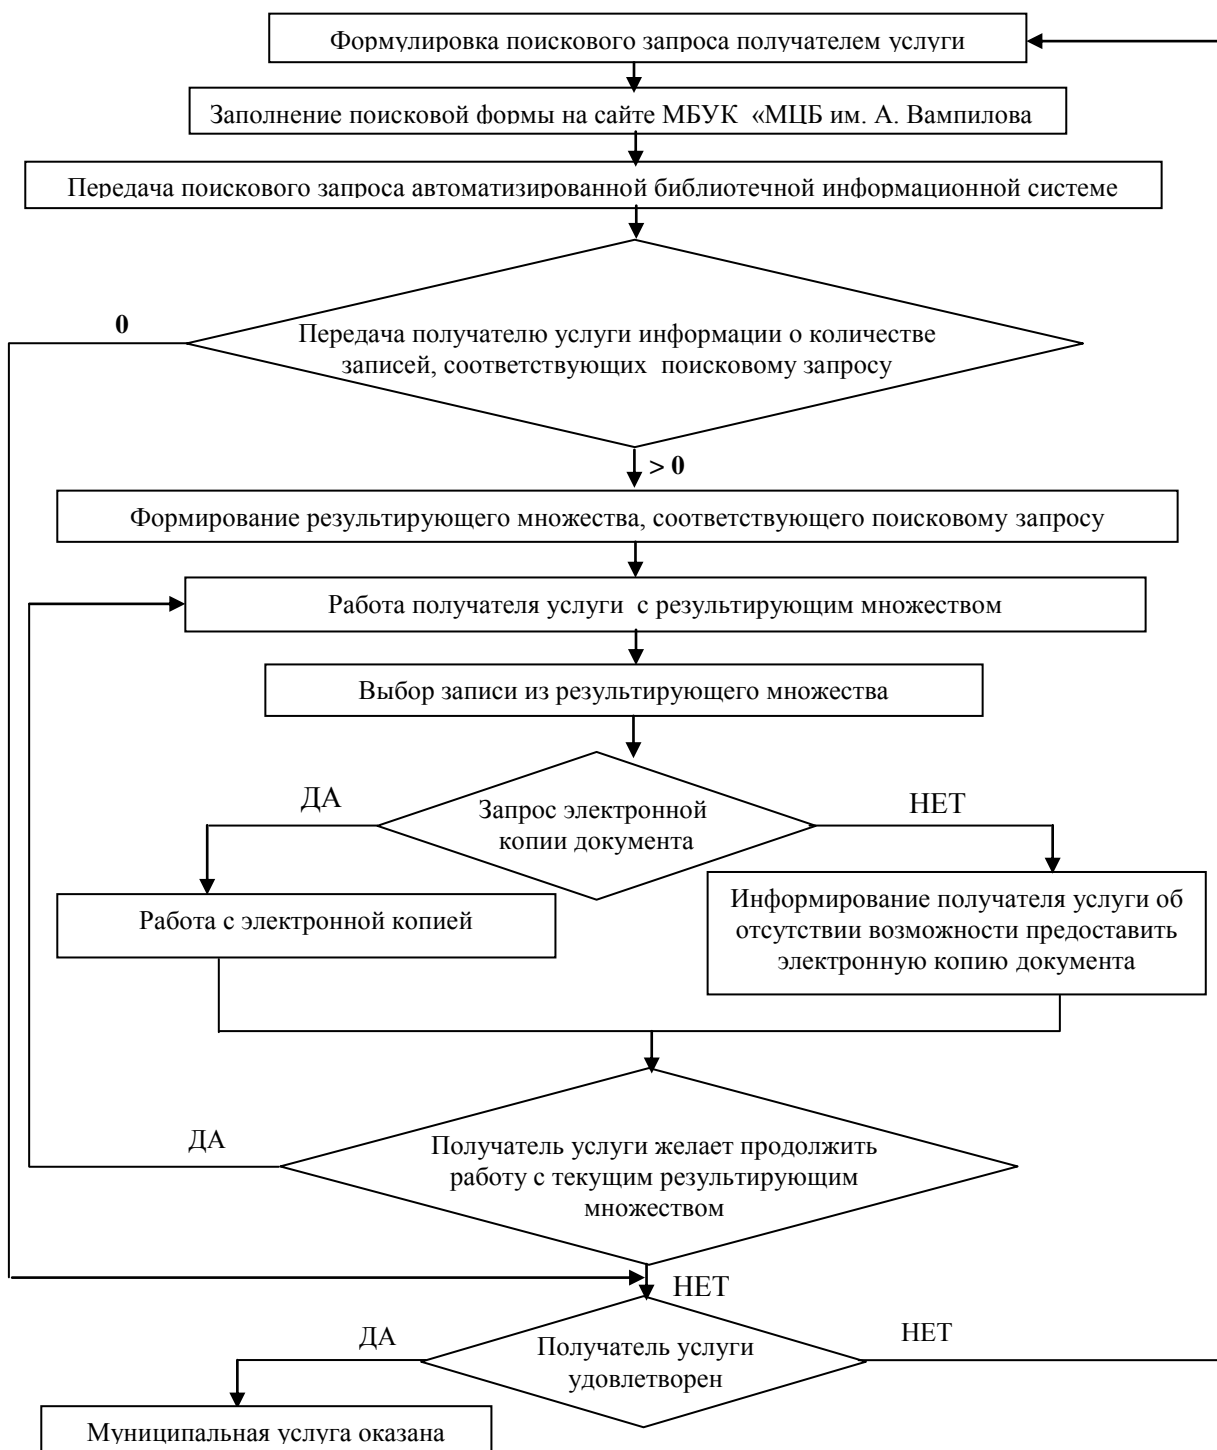 Формулировка поискового запроса получателем услуги
Заполнение поисковой формы на сайте МБУК «МЦБ им. А. Вампилова
Передача поискового запроса автоматизированной библиотечной информационной системе
0
Передача получателю услуги информации о количестве
записей, соответствующих поисковому запросу
> 0
Формирование результирующего множества, соответствующего поисковому запросу
Работа получателя услуги с результирующим множеством
Выбор записи из результирующего множества
ДА
Запрос электронной
копии документа
НЕТ
Работа с электронной копией
Информирование получателя услуги об
отсутствии возможности предоставить
электронную копию документа
ДА
Получатель услуги желает продолжить
работу с текущим результирующим
множеством
НЕТ
ДА
Получатель услуги
удовлетворен
НЕТ
Муниципальная услуга оказана